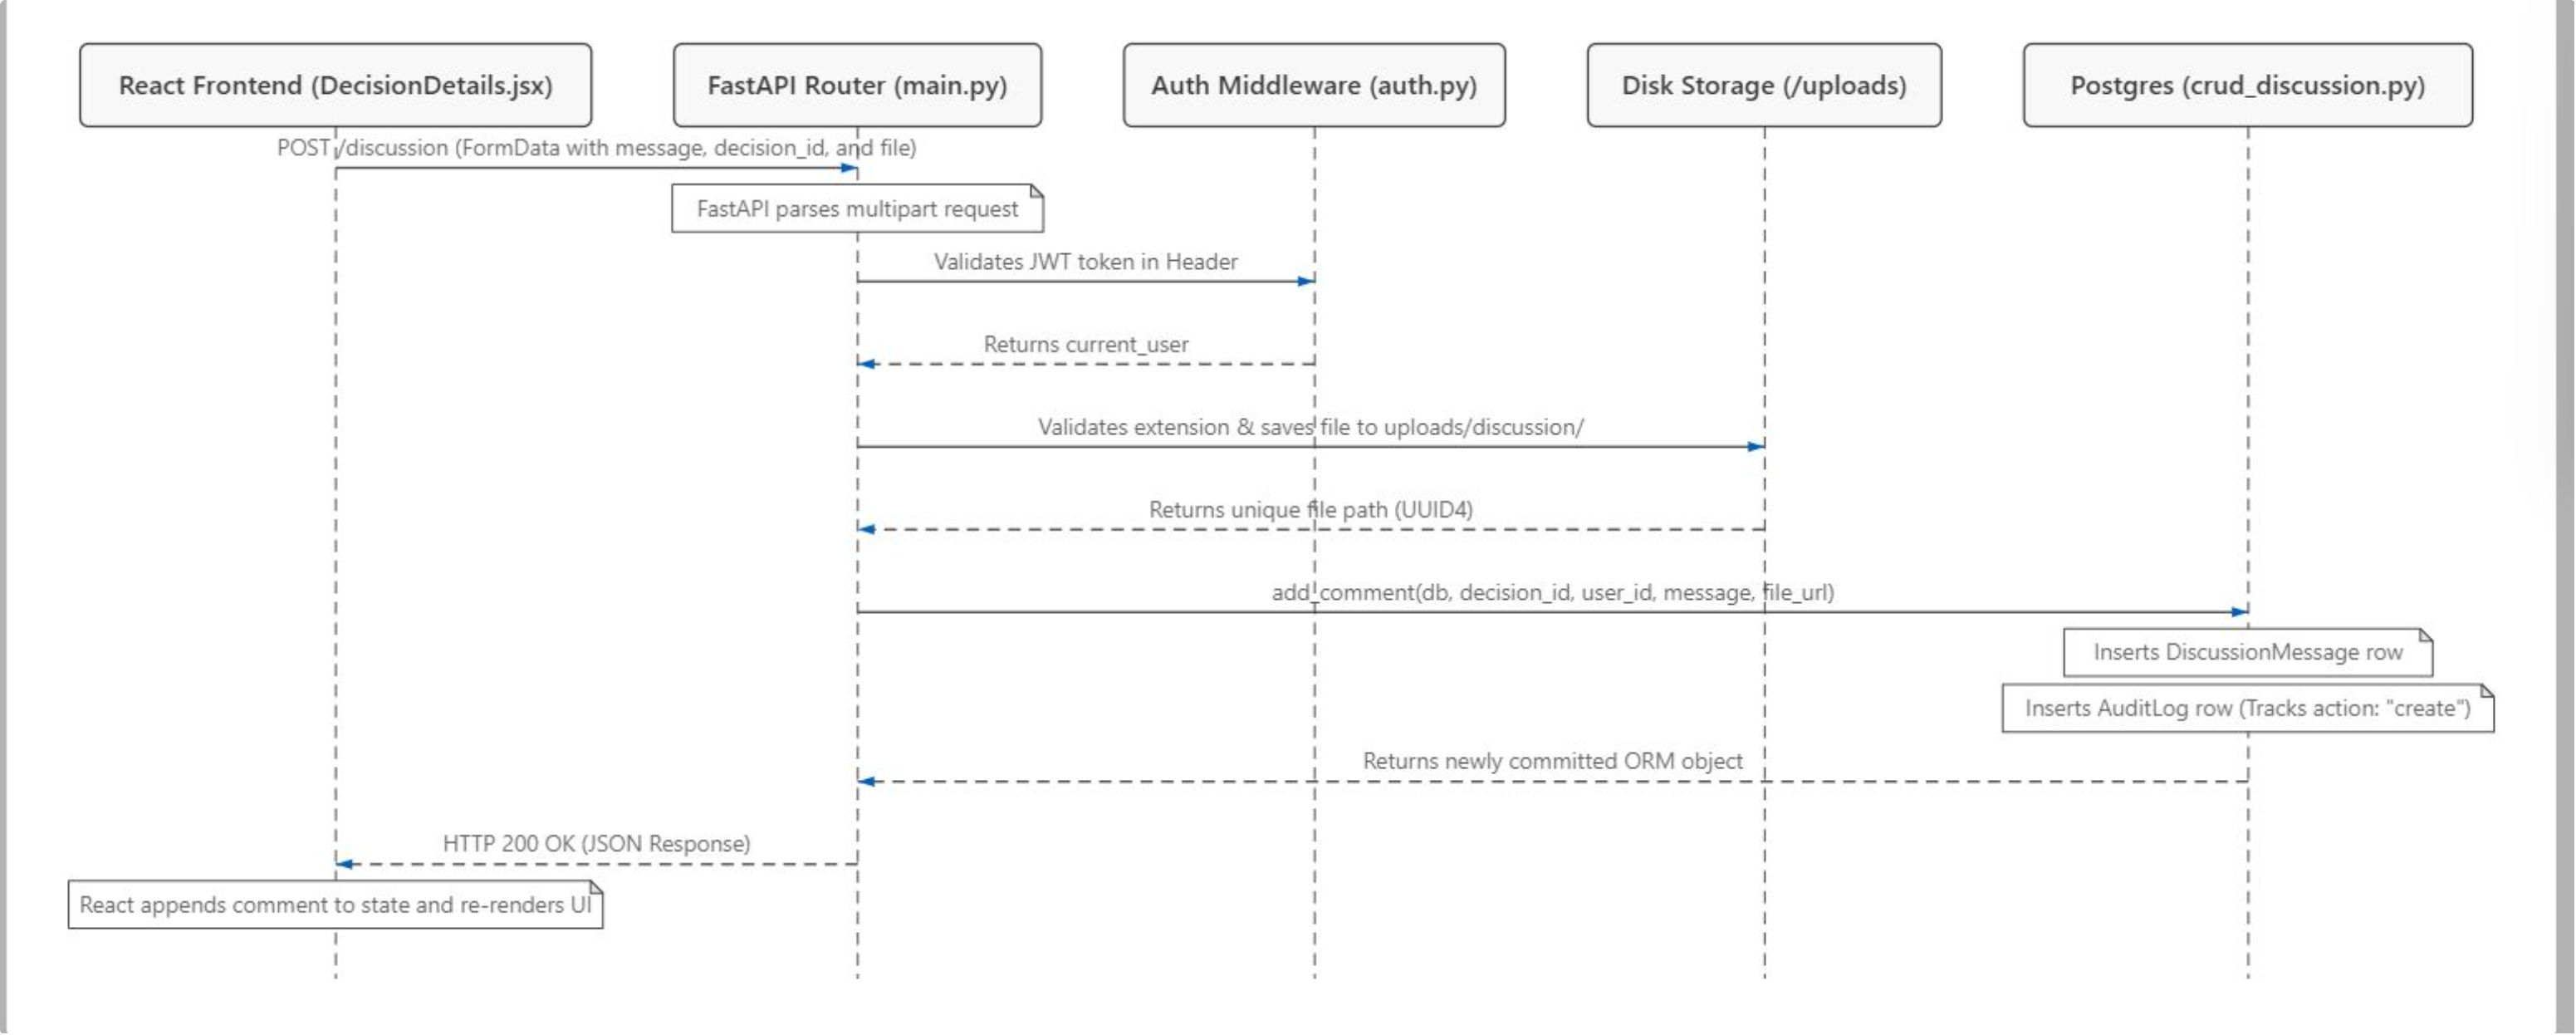 React Frontend (DecisionDetails.jsx)
FastAPI Router (main.py)
Auth Middleware (auth.py)
Disk Storage (/uploads)
Postgres (crud_discussion.py)
POST /discussion (FormData with message, decision_id, and file)
FastAPI parses multipart request
Validates JWT token in Header
Returns current_user
Validates extension & saves file to uploads/discussion/
Returns unique file path (UUID4)
add_comment(db, decision_id, user_id, message, file_url)
Inserts DiscussionMessage row
Inserts AuditLog row (Tracks action: "create")
Returns newly committed ORM object
HTTP 200 OK (JSON Response)
React appends comment to state and re-renders UI